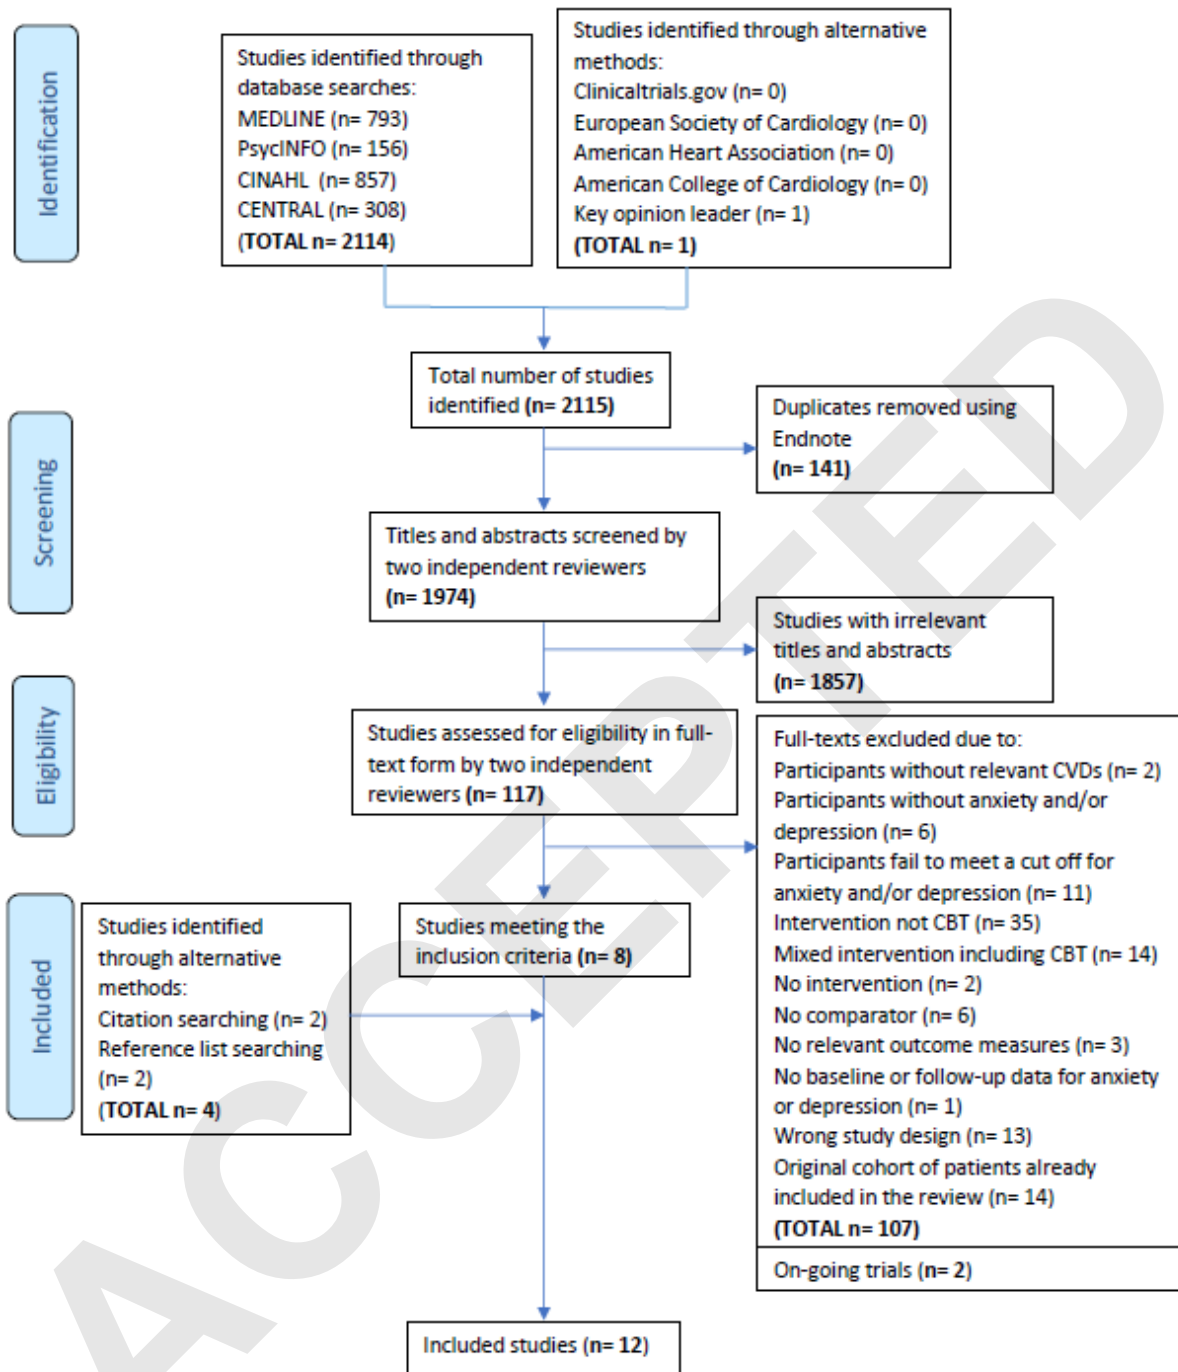 Identification
Studies identified through
database searches:
MEDLINE (n= 793)
PsycINFO (n= 156)
CINAHL (n= 857)
CENTRAL (n= 308)
(TOTAL n= 2114)
Studies identified through alternative
methods:
Clinicaltrials.gov (n= 0)
European Society of Cardiology (n= 0)
American Heart Association (n= 0)
American College of Cardiology (n= 0)
Key opinion leader (n= 1)
(TOTAL n= 1)
Total number of studies
identified (n= 2115)
Screening
Duplicates removed using
Endnote
(n= 141)
Titles and abstracts screened by
two independent reviewers
(n= 1974)
Studies with irrelevant
titles and abstracts
(n= 1857)
Eligibility
Studies assessed for eligibility in full-
text form by two independent
reviewers (n= 117)
Full-texts excluded due to:
Participants without relevant CVDs (n= 2)
Participants without anxiety and/or
depression (n= 6)
Participants fail to meet a cut off for
anxiety and/or depression (n= 11)
Intervention not CBT (n= 35)
Mixed intervention including CBT (n= 14)
No intervention (n= 2)
No comparator (n= 6)
No relevant outcome measures (n= 3)
No baseline or follow-up data for anxiety
or depression (n= 1)
Wrong study design (n= 13)
Original cohort of patients already
included in the review (n= 14)
(TOTAL n= 107)
On-going trials (n= 2)
Included
Studies identified
through alternative
methods:
Citation searching (n= 2)
Reference list searching
(n= 2)
(TOTAL n= 4)
Studies meeting the
inclusion criteria (n= 8)
Included studies (n= 12)
ACCEPTED